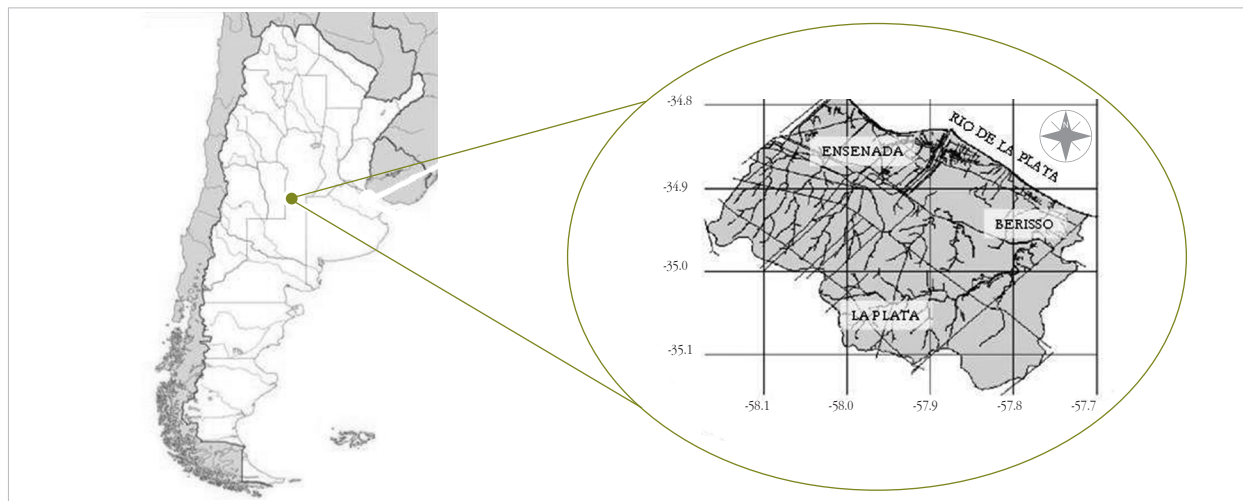 -34.8
RIO DE LA PLATA
ENSENADA
-34.9
BERISSO
-35.0
LA PLATA
-35.1
-58.1
-58.0
-57.9
-57.8
-57.7